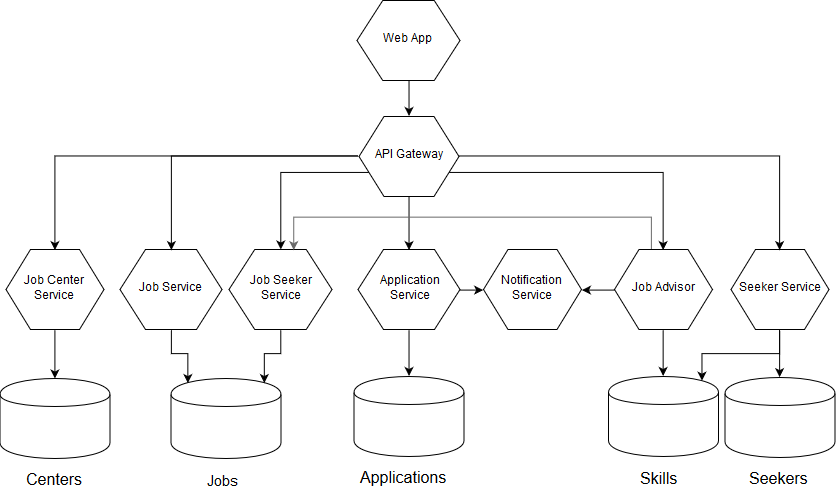 Web App
API Gateway
Job Center
Service
Job Service
Job Seeker
Service
Application
Service
Notification
Service
Job Advisor
Seeker Service
Centers
Jobs
Applications
Skills
Seekers